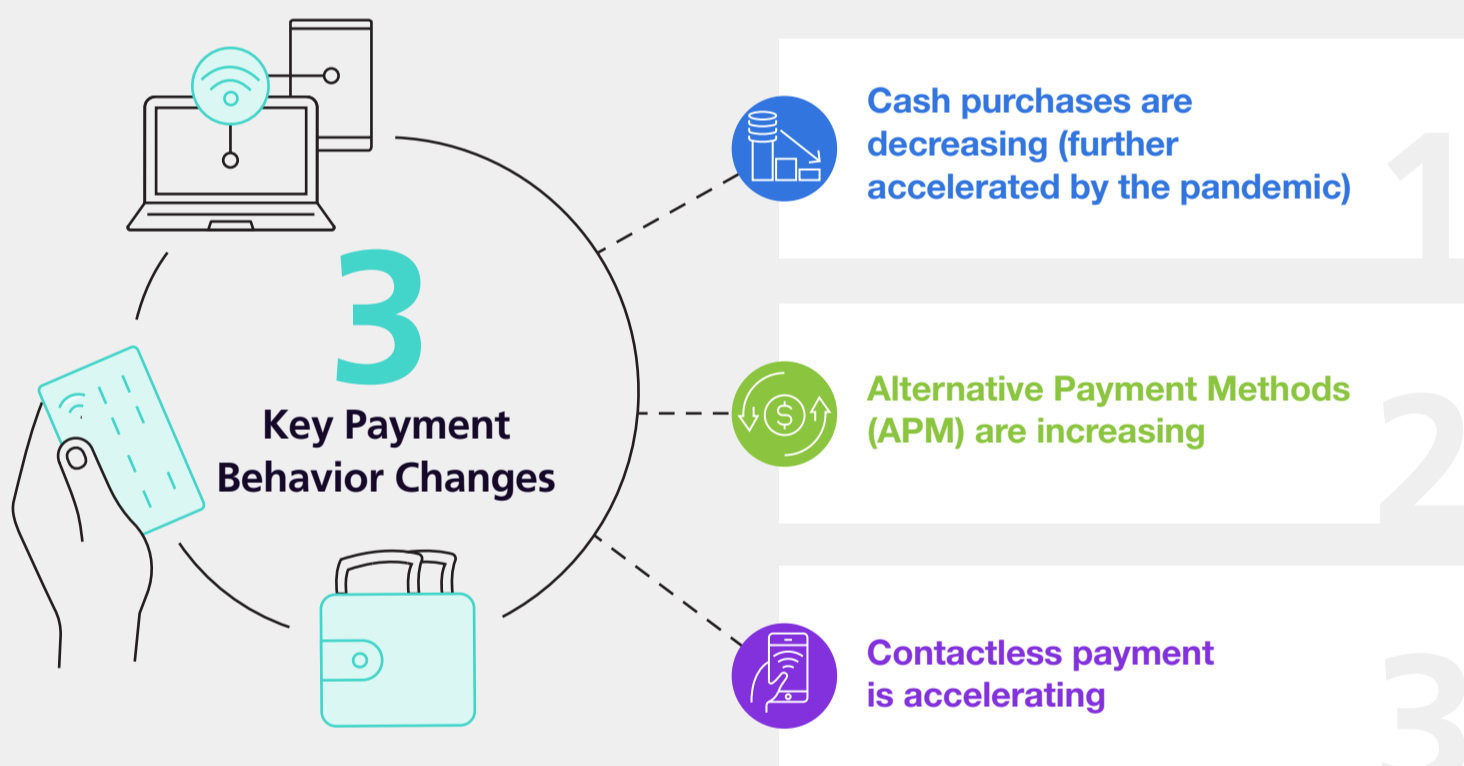 3
Key Payment
Behavior Changes
Cash purchases are
decreasing (further
accelerated by the pandemic)
1
Alternative Payment Methods
(APM) are increasing
2
Contactless payment
is accelerating
3